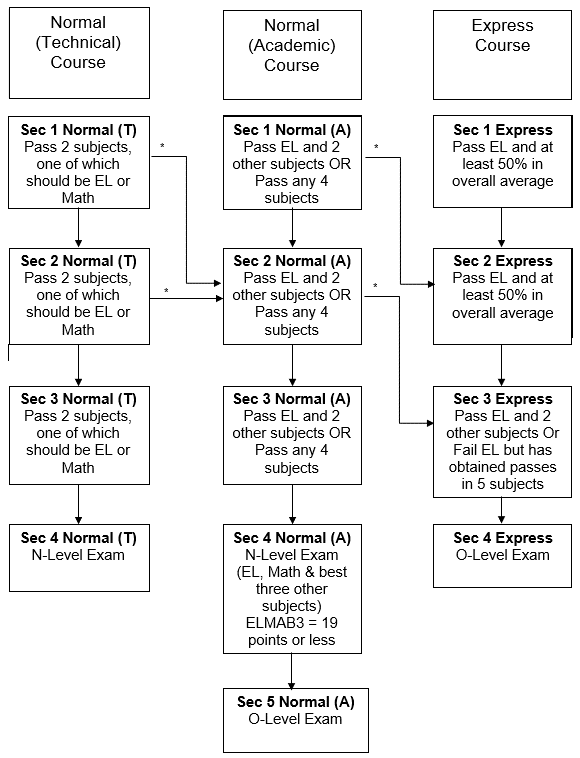 Normal
(Technical)
Course
Normal
(Academic)
Course
Express
Course
Sec 1 Normal (T)
Pass 2 subjects,
one of which
should be EL or
Math
*
Sec 1 Normal (A)
Pass EL and 2
other subjects OR
Pass any 4
subjects
*
Sec 1 Express
Pass EL and at
least 50% in
overall average
Sec 2 Normal (T)
Pass 2 subjects,
one of which
should be EL or
Math
*
Sec 2 Normal (A)
Pass EL and 2
other subjects OR
Pass any 4
subjects
*
Sec 2 Express
Pass EL and at
least 50% in
overall average
Sec 3 Normal (T)
Pass 2 subjects,
one of which
should be EL or
Math
Sec 3 Normal (A)
Pass EL and 2
other subjects OR
Pass any 4
subjects
Sec 3 Express
Pass EL and 2
other subjects Or
Fail EL but has
obtained passes
in 5 subjects
Sec 4 Normal (T)
N-Level Exam
Sec 4 Normal (A)
N-Level Exam
(EL, Math & best
three other
subjects)
ELMAB3 = 19
points or less
Sec 4 Express
O-Level Exam
Sec 5 Normal (A)
O-Level Exam